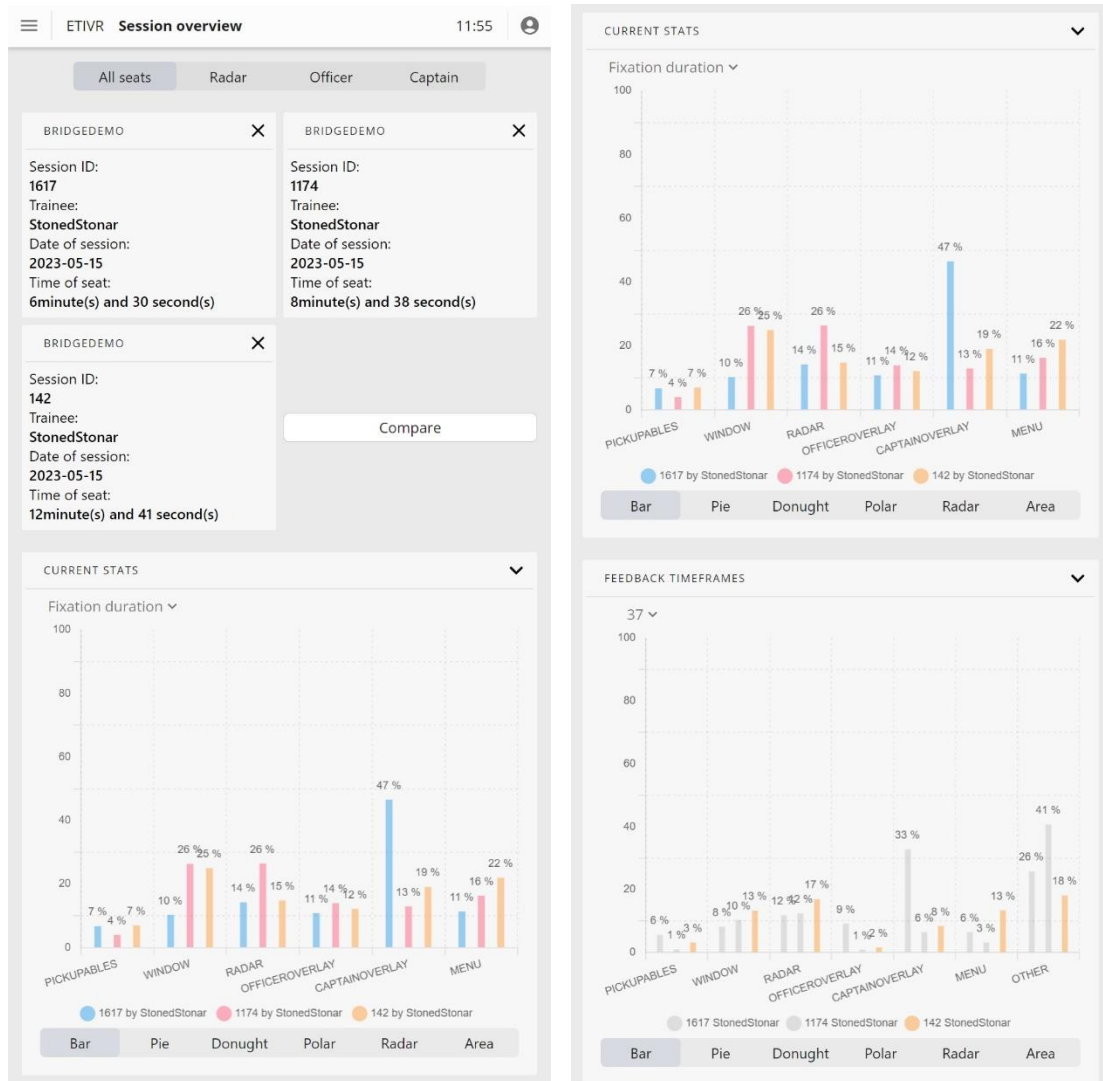 ETIVR Session overview 11:55
All seats Radar Officer Captain
BRIDGEDEMO
Session ID:
1617
Trainee:
StonedStonar
Date of session:
2023-05-15
Time of seat:
6minute(s) and 30 second(s)
BRIDGEDEMO
Session ID:
1174
Trainee:
StonedStonar
Date of session:
2023-05-15
Time of seat:
8minute(s) and 38 second(s)
BRIDGEDEMO
Session ID:
142
Trainee:
StonedStonar
Date of session:
2023-05-15
Time of seat:
12minute(s) and 41 second(s)
Compare
CURRENT STATS
Fixation duration
100
80
60
40
20
0
7 % 4 % 7 %
10 % 26 % 25 %
14 % 26 % 15 %
11 % 14 % 12 %
47 % 13 % 19 %
11 % 16 % 22 %
PICKUPABLES WINDOW RADAR OFFICEROVERLAY CAPTAINOVERLAY MENU
1617 by StonedStonar 1174 by StonedStonar 142 by StonedStonar
Bar Pie Donught Polar Radar Area
CURRENT STATS
Fixation duration
100
80
60
40
20
0
7 % 4 % 7 %
10 % 26 % 25 %
14 % 26 % 15 %
11 % 14 % 12 %
47 % 13 % 19 %
11 % 16 % 22 %
PICKUPABLES WINDOW RADAR OFFICEROVERLAY CAPTAINOVERLAY MENU
1617 by StonedStonar 1174 by StonedStonar 142 by StonedStonar
Bar Pie Donught Polar Radar Area
FEEDBACK TIMEFRAMES
37
100
80
60
40
20
0
6 % 1 % 3 %
8 % 10 % 13 %
12 % 12 % 17 %
9 % 1 % 2 %
33 % 6 % 8 %
6 % 3 % 13 %
26 % 41 % 18 %
PICKUPABLES WINDOW RADAR OFFICEROVERLAY CAPTAINOVERLAY MENU OTHER
1617 StonedStonar 1174 StonedStonar 142 StonedStonar
Bar Pie Donught Polar Radar Area